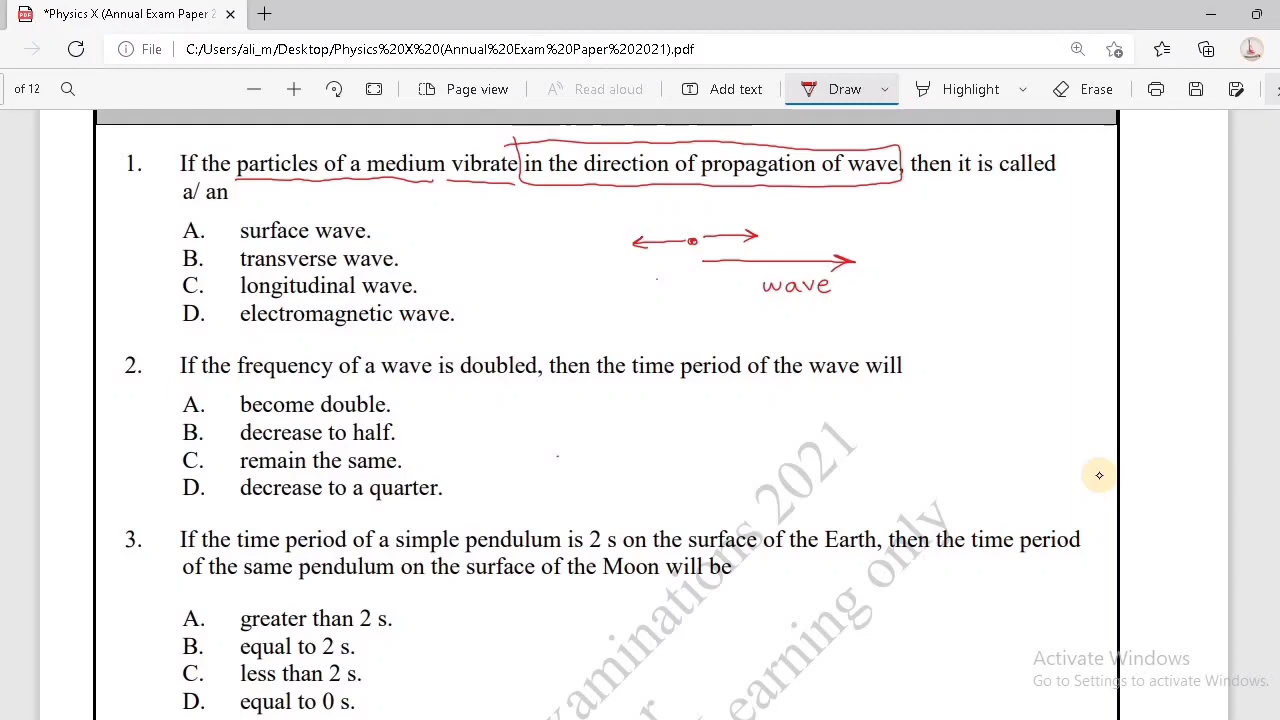 *Physics X (Annual Exam Paper 2
File C:/Users/ali_m/Desktop/Physics%20X%20(Annual%20Exam%20Paper%202021).pdf
of 12 Page view Read aloud Add text Draw Highlight Erase
1. If the particles of a medium vibrate in the direction of propagation of wave, then it is called
a/ an
A. surface wave.
B. transverse wave.
C. longitudinal wave.
D. electromagnetic wave.
wave
2. If the frequency of a wave is doubled, then the time period of the wave will
A. become double.
B. decrease to half.
C. remain the same.
D. decrease to a quarter.
3. If the time period of a simple pendulum is 2 s on the surface of the Earth, then the time period
of the same pendulum on the surface of the Moon will be
A. greater than 2 s.
B. equal to 2 s.
C. less than 2 s.
D. equal to 0 s.
xaminations 2021
earning only
Activate Windows
Go to Settings to activate Windows.